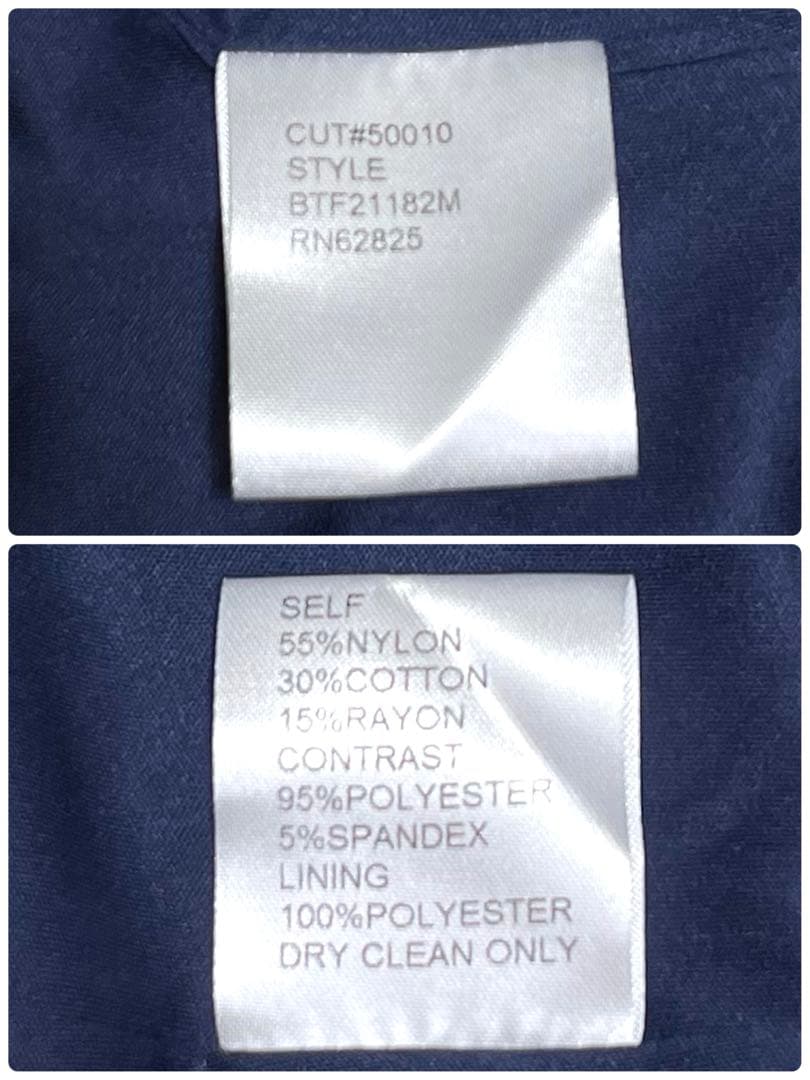 CUT#50010
STYLE
BTF21182M
RN62825
SELF
55%NYLON
30%COTTON
15%RAYON
CONTRAST
95%POLYESTER
5%SPANDEX
LINING
100%POLYESTER
DRY CLEAN ONLY